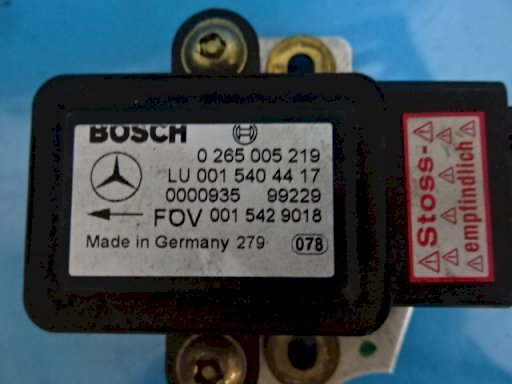 BOSCH
0 265 005 219
LU 001 540 44 17
0000935 99229
FOV 001 542 9018
Made in Germany 279 078
Stoss-
empfindlich